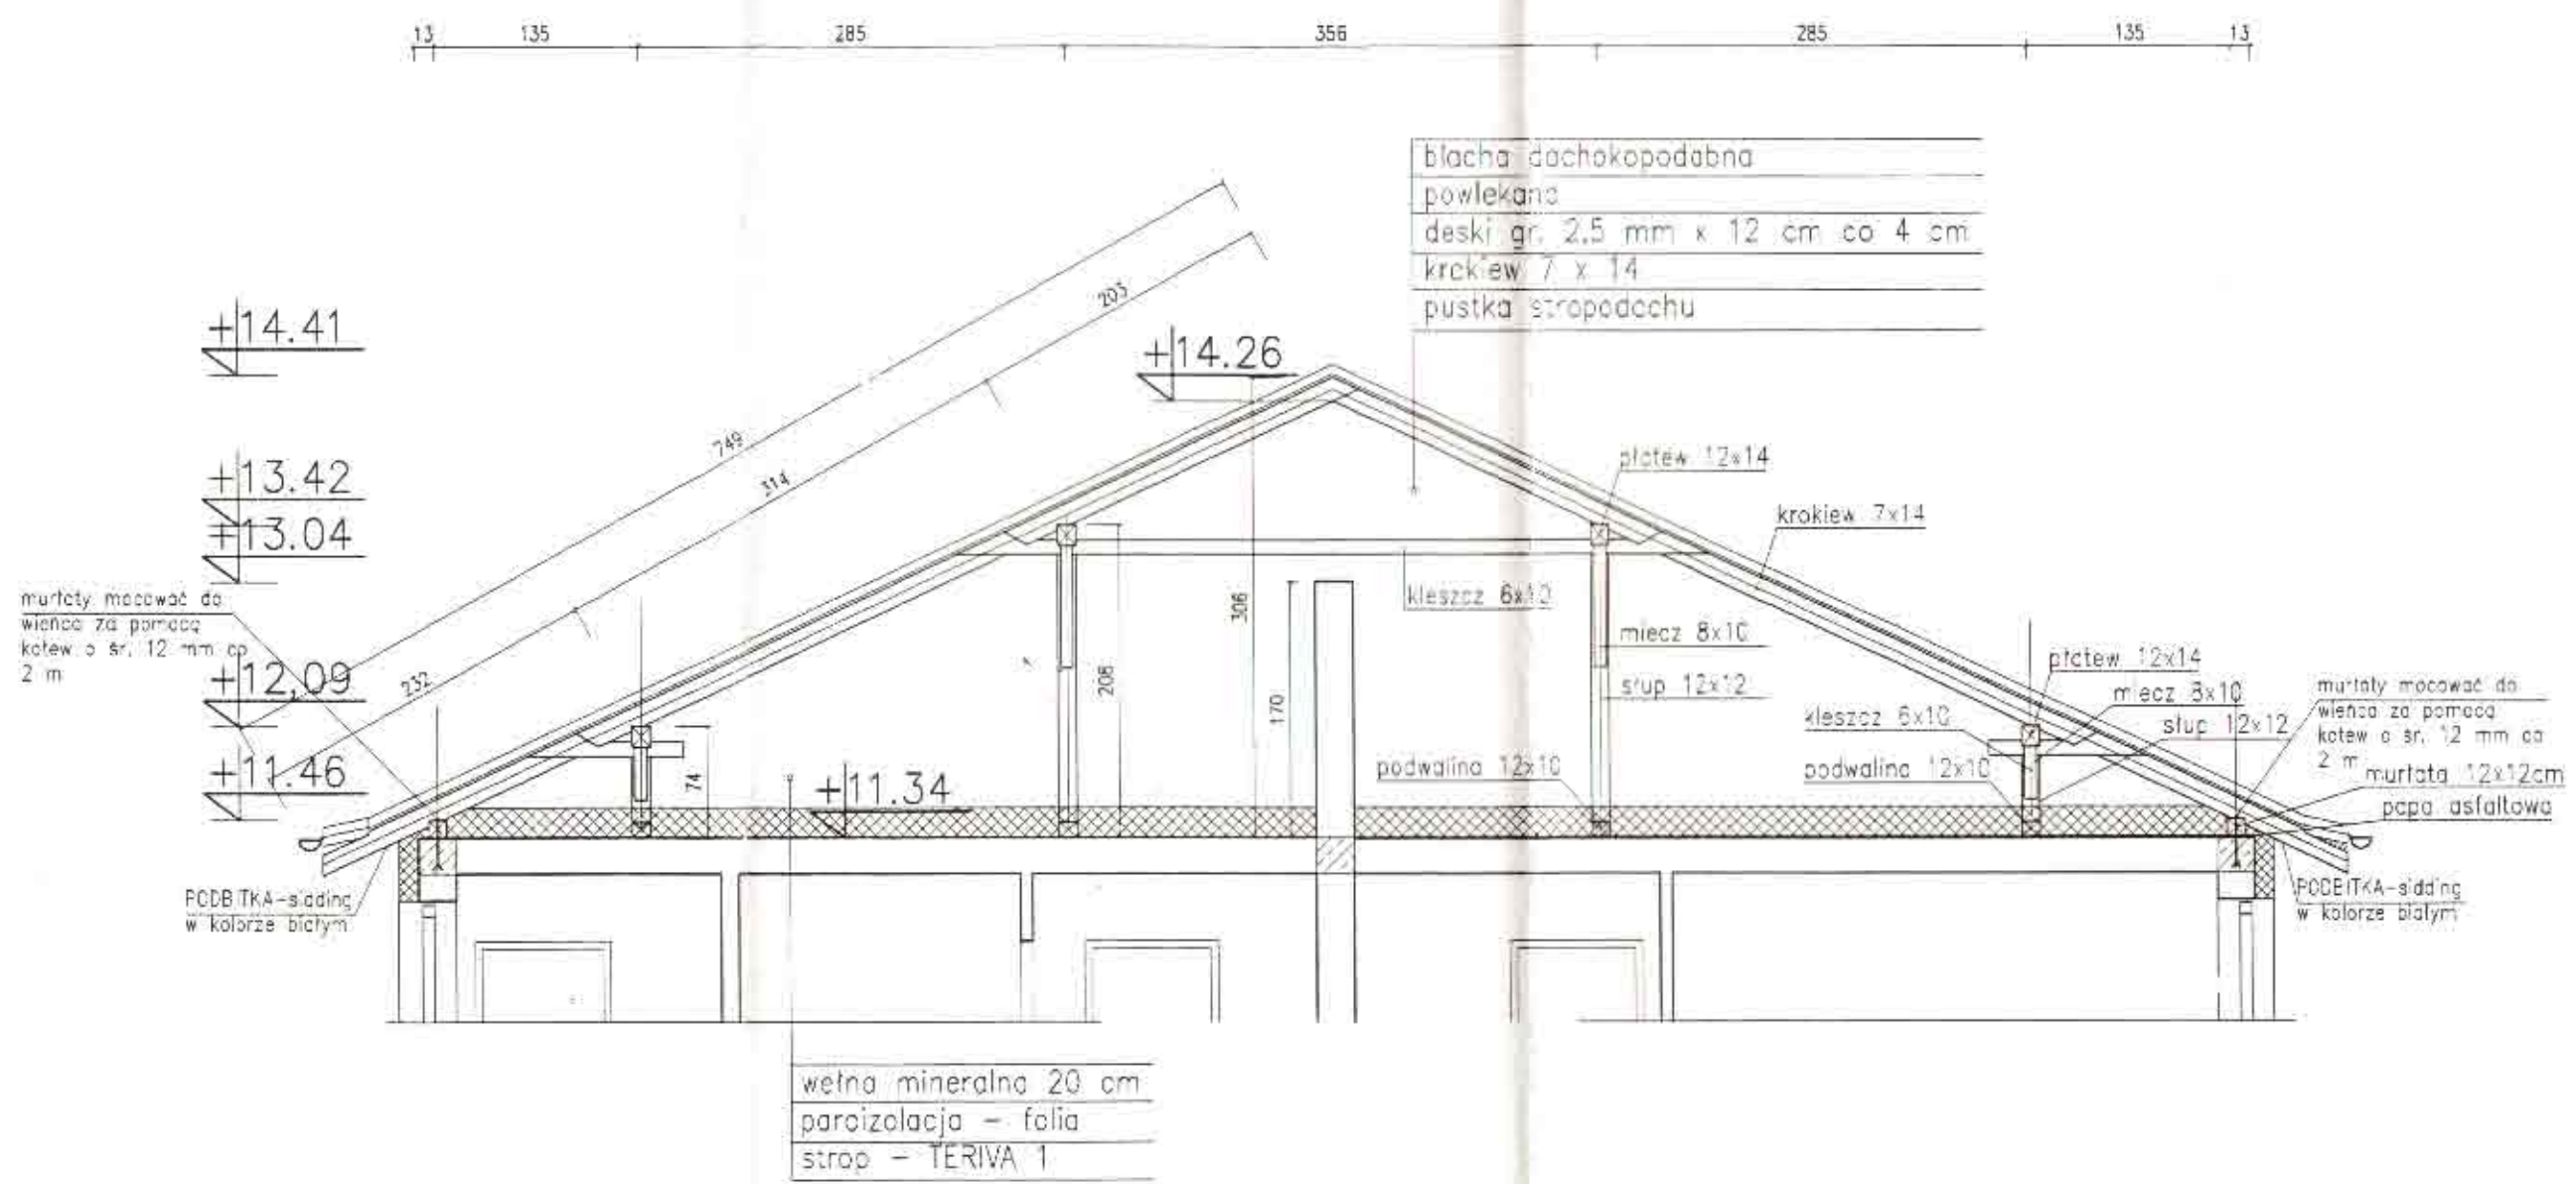 13 135 285 356 285 135 13
blacha dachokopodabna
powlekana
deski gr. 2,5 mm x 12 cm co 4 cm
krokiew 7 x 14
pustka stropodachu
+14.41
+14.26
+13.42
+13.04
+12,09
+11.46
+11.34
749
203
314
232
murłaty mocować do
wieńca za pomocą
kotew o śr. 12 mm co
2 m
płatew 12x14
krokiew 7x14
kleszcz 6x10
miecz 8x10
słup 12x12
podwalina 12x10
306
208
170
74
płatew 12x14
miecz 8x10
kleszcz 6x10
słup 12x12
podwalina 12x10
murłaty mocować do
wieńca za pomocą
kotew o śr. 12 mm co
2 m
murłata 12x12cm
papa asfaltowa
PODBITKA-sidding
w kolorze białym
PODBITKA-sidding
w kolorze białym
wełna mineralna 20 cm
paroizolacja - folia
strop - TERIVA 1